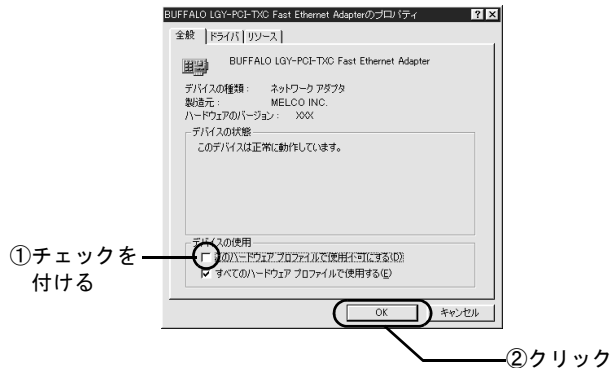 BUFFALO LGY-PCI-TXC Fast Ethernet Adapterのプロパティ
全般 ドライバ リソース
BUFFALO LGY-PCI-TXC Fast Ethernet Adapter
デバイスの種類: ネットワーク アダプタ
製造元: MELCO INC.
ハードウェアのバージョン: XXX
デバイスの状態
このデバイスは正常に動作しています。
デバイスの使用
このハードウェア プロファイルで使用不可にする(D)
すべてのハードウェア プロファイルで使用する(E)
①チェックを
付ける
OK キャンセル
②クリック